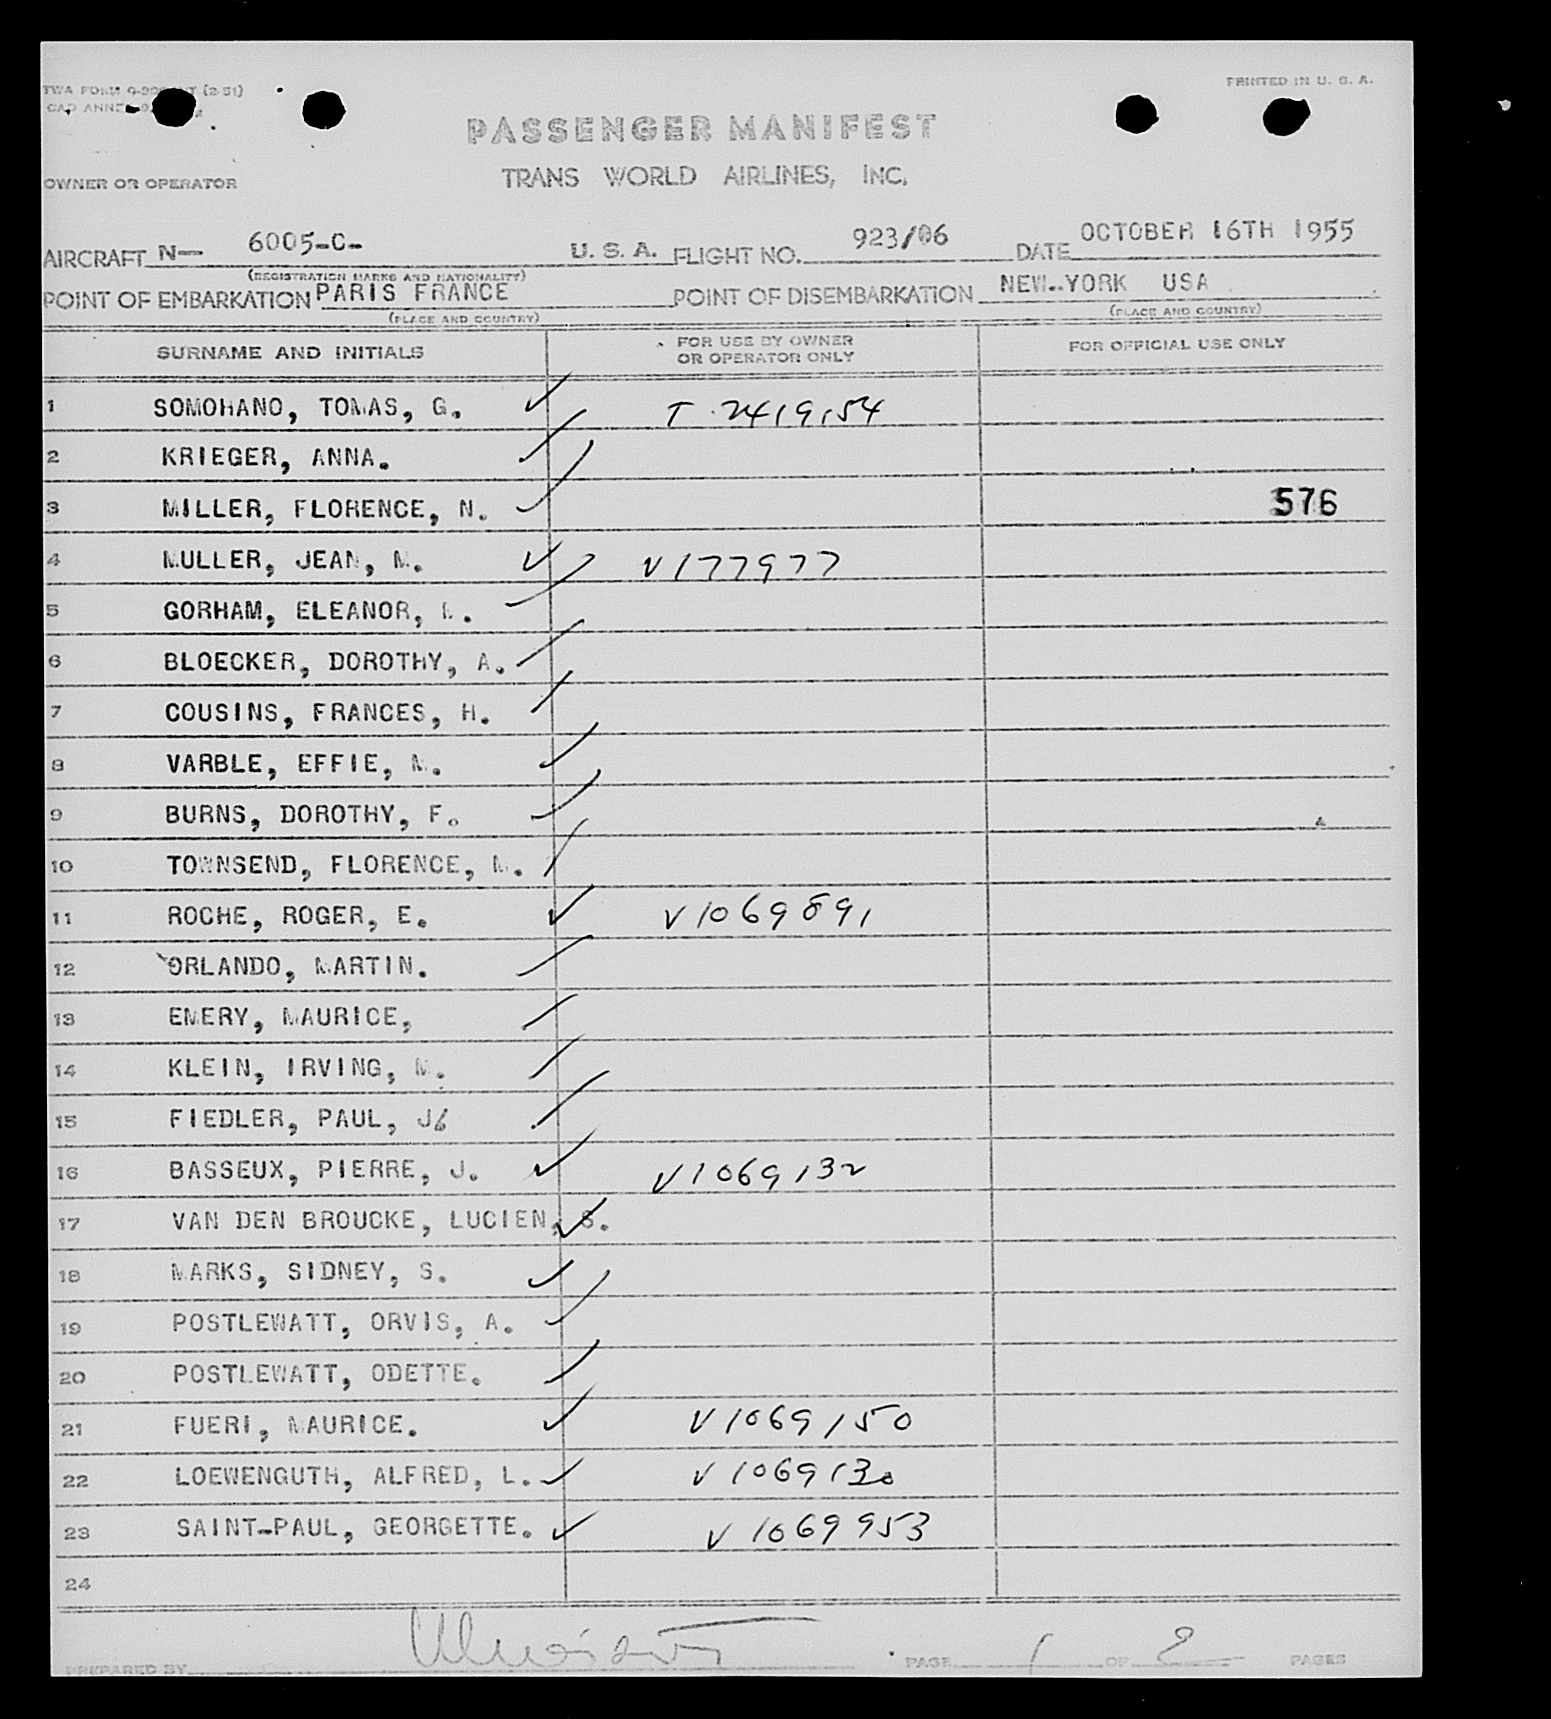 PRINTED IN U. S. A.
PASSENGER MANIFEST
OWNER OR OPERATOR
TRANS WORLD AIRLINES, INC.
AIRCRAFT N— 6005-C- U. S. A. FLIGHT NO. 923/06 DATE OCTOBER 16TH 1955
(REGISTRATION MARKS AND NATIONALITY)
POINT OF EMBARKATION PARIS FRANCE POINT OF DISEMBARKATION NEW-YORK USA
(PLACE AND COUNTRY) (PLACE AND COUNTRY)
SURNAME AND INITIALS FOR USE BY OWNER OR OPERATOR ONLY FOR OFFICIAL USE ONLY
1 SOMOHANO, TOMAS, G. T 2419154
2 KRIEGER, ANNA.
3 MILLER, FLORENCE, N. 576
4 MULLER, JEAN, M. V177977
5 GORHAM, ELEANOR, M.
6 BLOECKER, DOROTHY, A.
7 COUSINS, FRANCES, H.
8 VARBLE, EFFIE, M.
9 BURNS, DOROTHY, F.
10 TOWNSEND, FLORENCE, M.
11 ROCHE, ROGER, E. V1069891
12 ORLANDO, MARTIN.
13 EMERY, MAURICE,
14 KLEIN, IRVING, M.
15 FIEDLER, PAUL, J
16 BASSEUX, PIERRE, J. V1069132
17 VAN DEN BROUCKE, LUCIEN, S.
18 MARKS, SIDNEY, S.
19 POSTLEWATT, ORVIS, A.
20 POSTLEWATT, ODETTE.
21 FUERI, MAURICE. V1069150
22 LOEWENGUTH, ALFRED, L. V1069130
23 SAINT-PAUL, GEORGETTE. V1069953
24
PREPARED BY PAGE 1 OF 2 PAGES